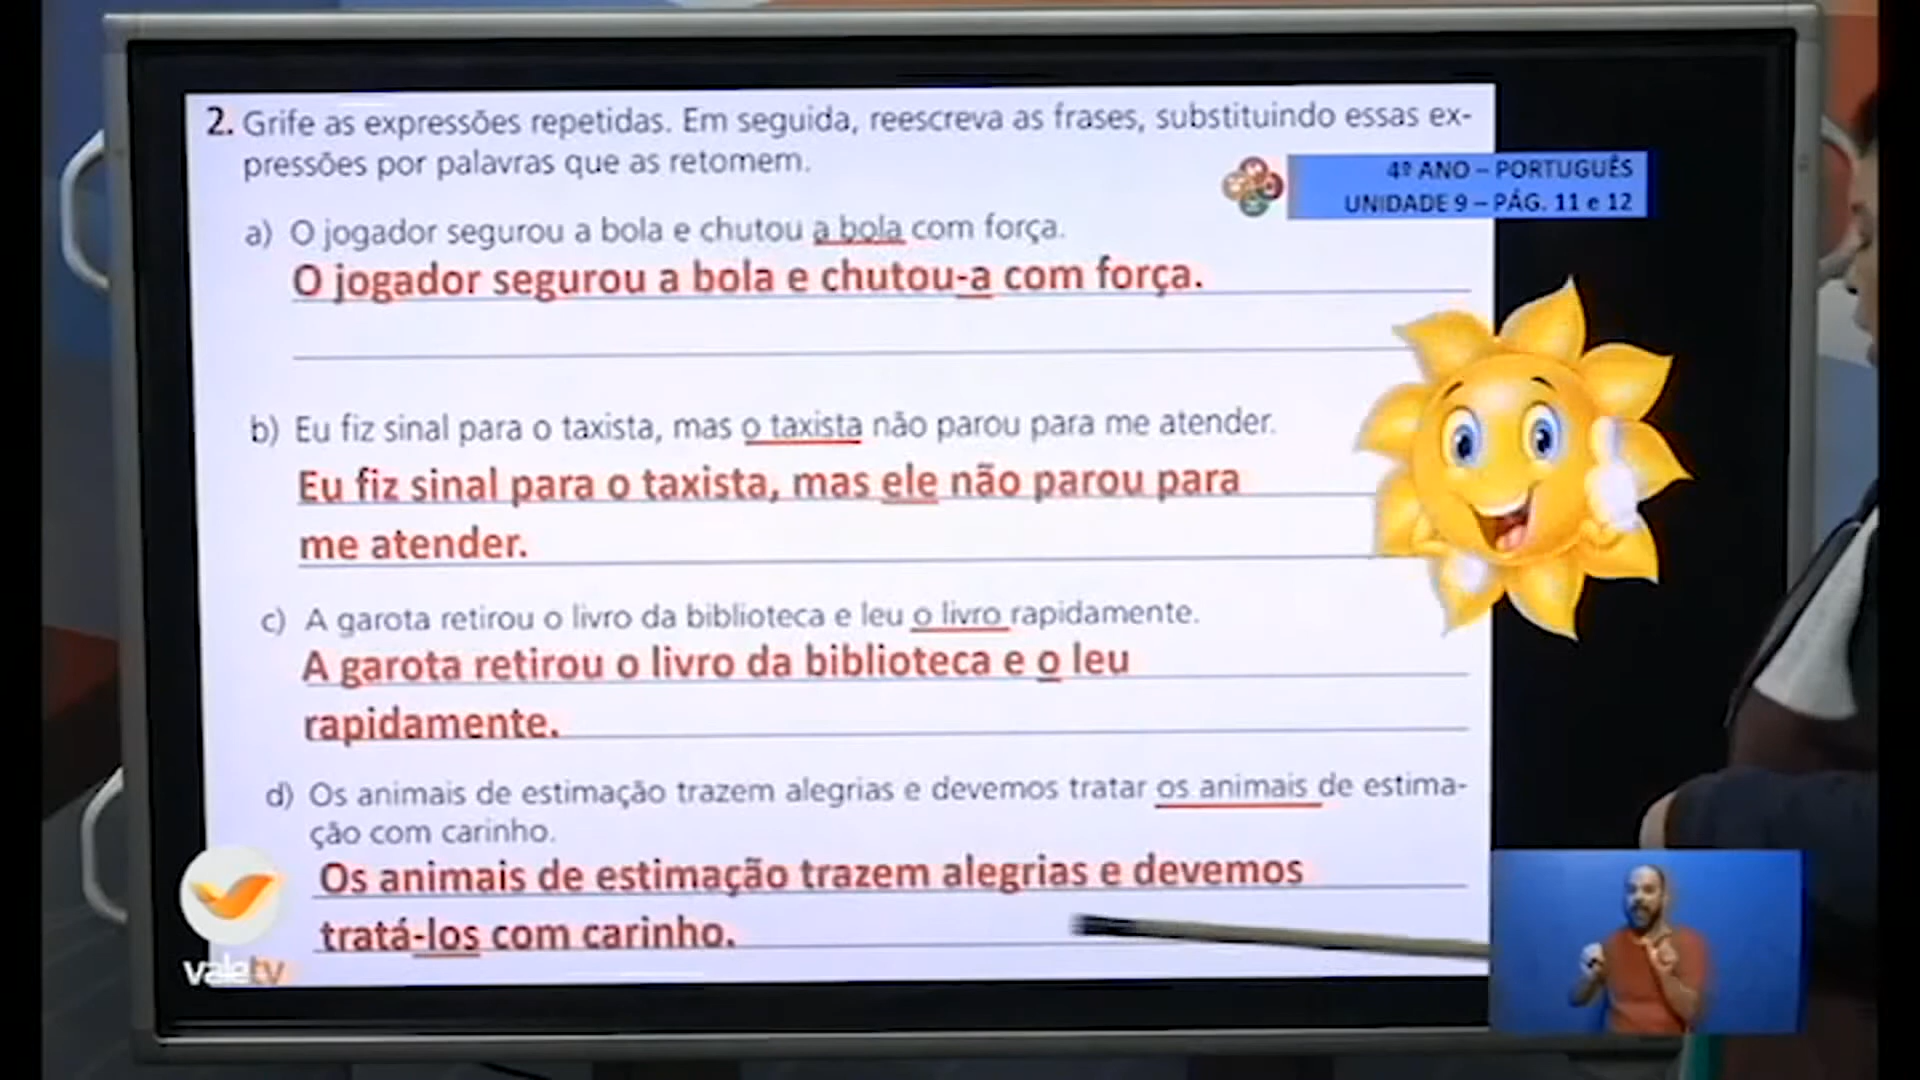 2. Grife as expressões repetidas. Em seguida, reescreva as frases, substituindo essas ex-
pressões por palavras que as retomem.
4º ANO – PORTUGUÊS
UNIDADE 9 – PÁG. 11 e 12
a) O jogador segurou a bola e chutou a bola com força.
O jogador segurou a bola e chutou-a com força.
b) Eu fiz sinal para o taxista, mas o taxista não parou para me atender.
Eu fiz sinal para o taxista, mas ele não parou para
me atender.
c) A garota retirou o livro da biblioteca e leu o livro rapidamente.
A garota retirou o livro da biblioteca e o leu
rapidamente.
d) Os animais de estimação trazem alegrias e devemos tratar os animais de estima-
ção com carinho.
Os animais de estimação trazem alegrias e devemos
tratá-los com carinho.
valetv